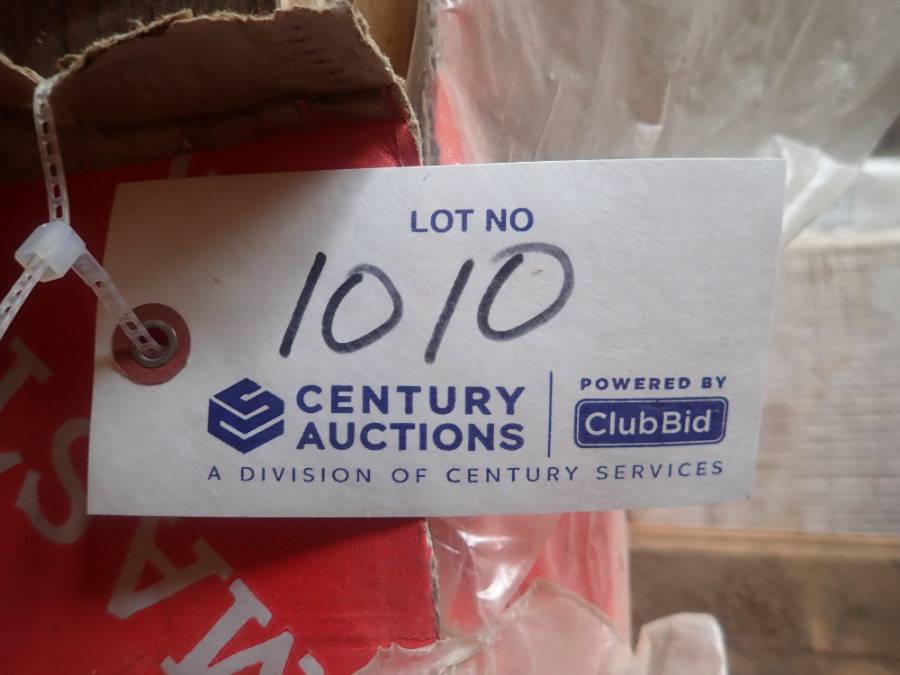 LOT NO
1010
CENTURY
AUCTIONS
POWERED BY
ClubBid
A DIVISION OF CENTURY SERVICES